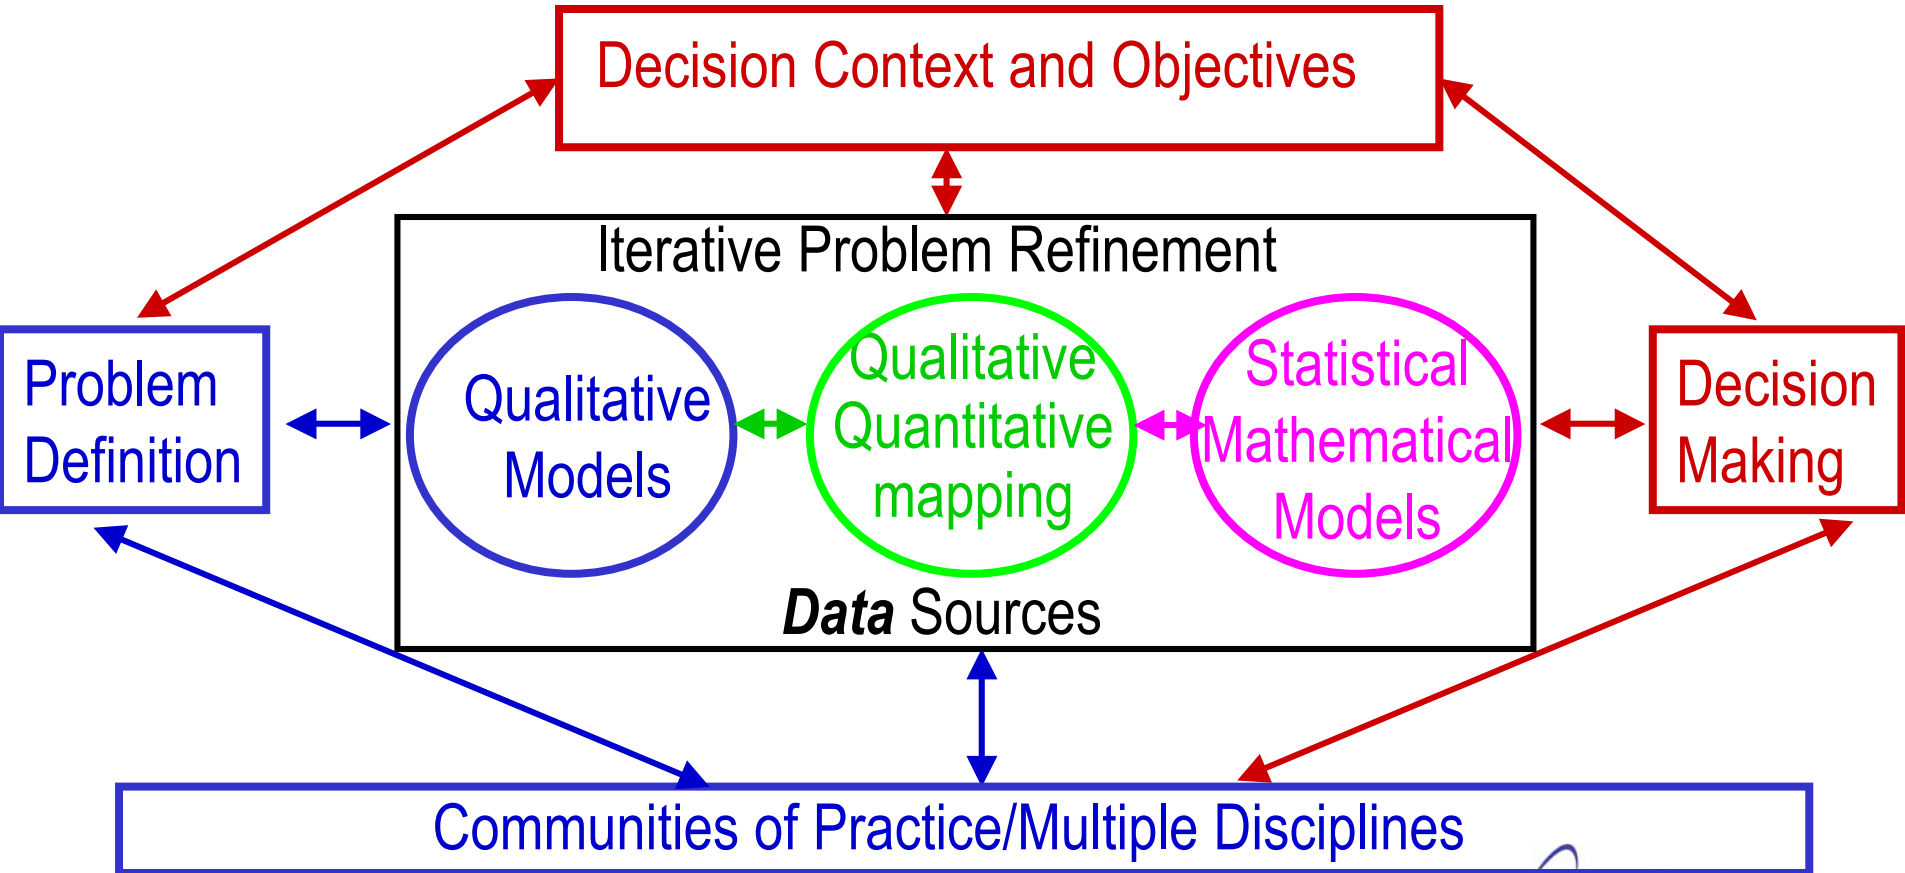 Decision Context and Objectives
Iterative Problem Refinement
Problem
Definition
Qualitative
Models
Qualitative
Quantitative
mapping
Statistical
Mathematical
Models
Decision
Making
Data Sources
Communities of Practice/Multiple Disciplines